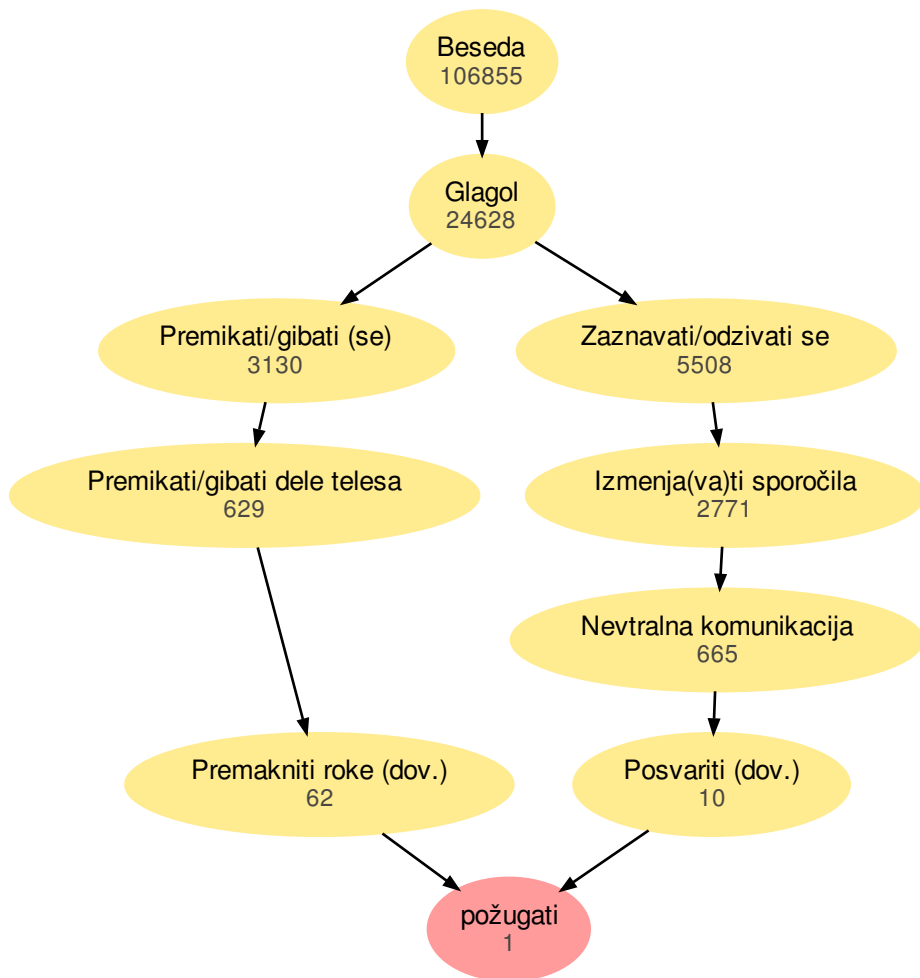 Beseda
106855
Glagol
24628
Premikati/gibati (se)
3130
Zaznavati/odzivati se
5508
Premikati/gibati dele telesa
629
Izmenja(va)ti sporočila
2771
Nevtralna komunikacija
665
Premakniti roke (dov.)
62
Posvariti (dov.)
10
požugati
1